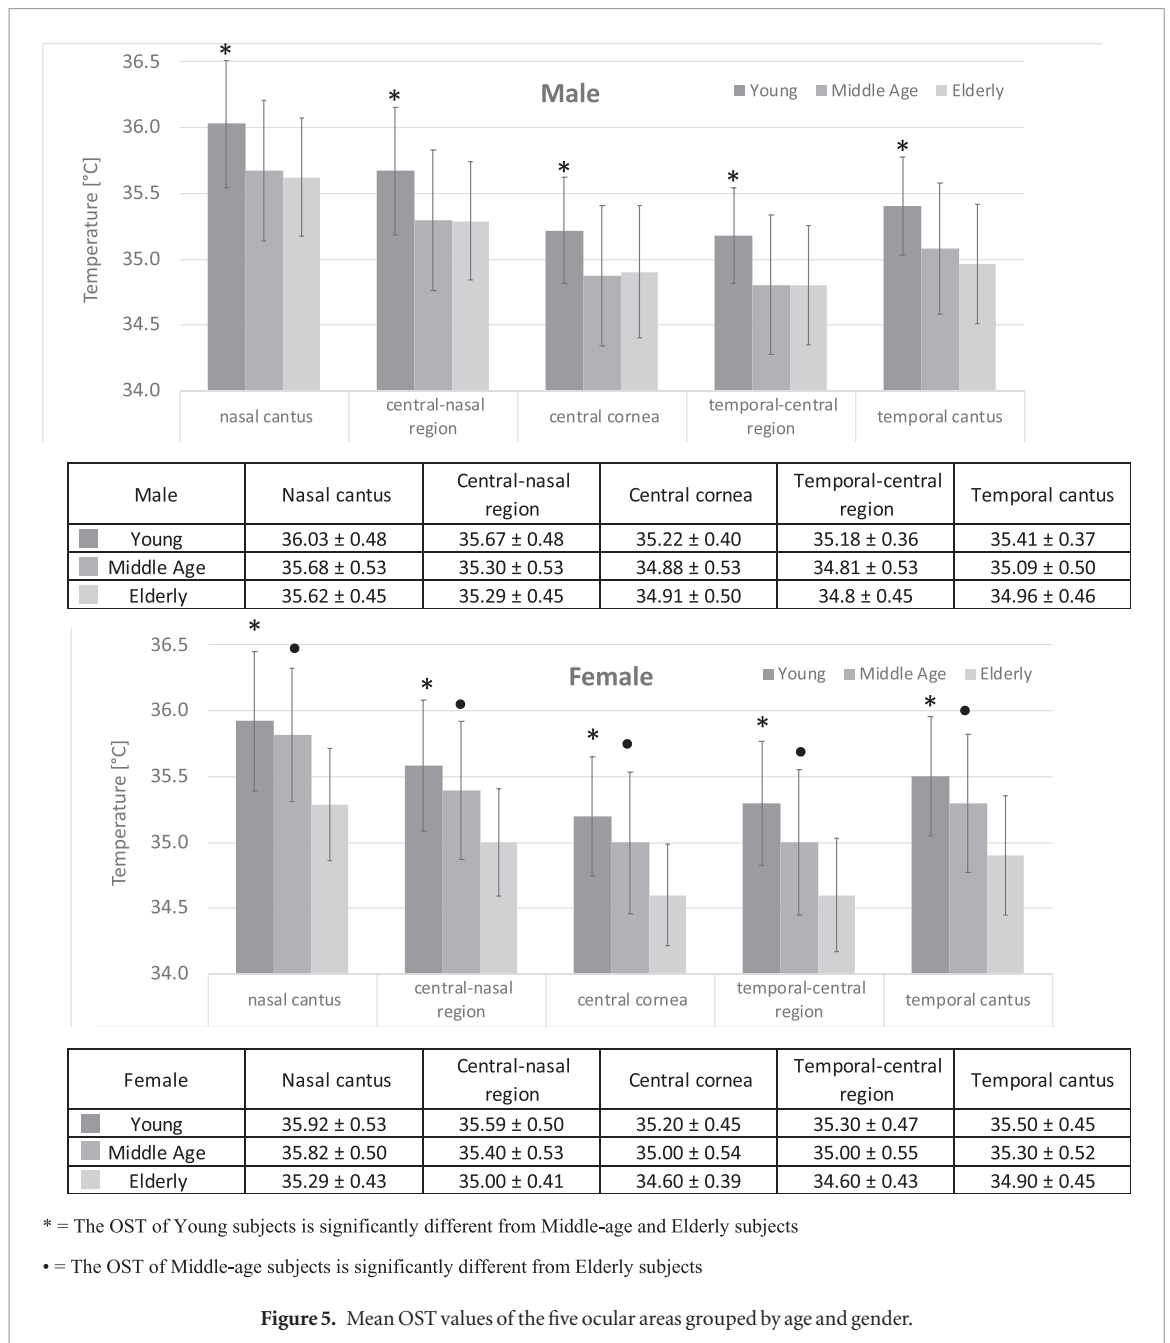 36.5
36.0
35.5
35.0
34.5
34.0
Temperature [°C]
Male
Young Middle Age Elderly
* * * * *
nasal cantus
central-nasal
region
central cornea
temporal-central
region
temporal cantus
Male Nasal cantus Central-nasal region Central cornea Temporal-central region Temporal cantus
Young 36.03 ± 0.48 35.67 ± 0.48 35.22 ± 0.40 35.18 ± 0.36 35.41 ± 0.37
Middle Age 35.68 ± 0.53 35.30 ± 0.53 34.88 ± 0.53 34.81 ± 0.53 35.09 ± 0.50
Elderly 35.62 ± 0.45 35.29 ± 0.45 34.91 ± 0.50 34.8 ± 0.45 34.96 ± 0.46
36.5
36.0
35.5
35.0
34.5
34.0
Temperature [°C]
Female
Young Middle Age Elderly
* • * • * • * • * •
nasal cantus
central-nasal
region
central cornea
temporal-central
region
temporal cantus
Female Nasal cantus Central-nasal region Central cornea Temporal-central region Temporal cantus
Young 35.92 ± 0.53 35.59 ± 0.50 35.20 ± 0.45 35.30 ± 0.47 35.50 ± 0.45
Middle Age 35.82 ± 0.50 35.40 ± 0.53 35.00 ± 0.54 35.00 ± 0.55 35.30 ± 0.52
Elderly 35.29 ± 0.43 35.00 ± 0.41 34.60 ± 0.39 34.60 ± 0.43 34.90 ± 0.45
* = The OST of Young subjects is significantly different from Middle-age and Elderly subjects
• = The OST of Middle-age subjects is significantly different from Elderly subjects
Figure 5. Mean OST values of the five ocular areas grouped by age and gender.